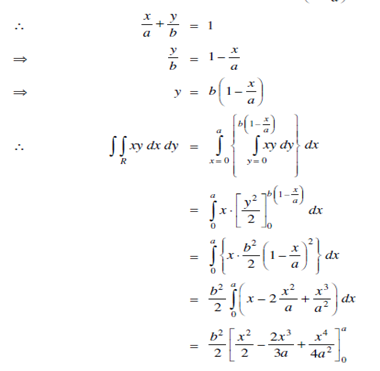 ∴ x/a + y/b = 1
⇒ y/b = 1 − x/a
⇒ y = b(1 − x/a)
∴ ∬_R xy dx dy = ∫_{x=0}^{a} { ∫_{y=0}^{b(1−x/a)} xy dy } dx
= ∫_0^a x · [y²/2]_0^{b(1−x/a)} dx
= ∫_0^a { x · b²/2 (1 − x/a)² } dx
= b²/2 ∫_0^a ( x − 2 x²/a + x³/a² ) dx
= b²/2 [ x²/2 − 2x³/3a + x⁴/4a² ]_0^a